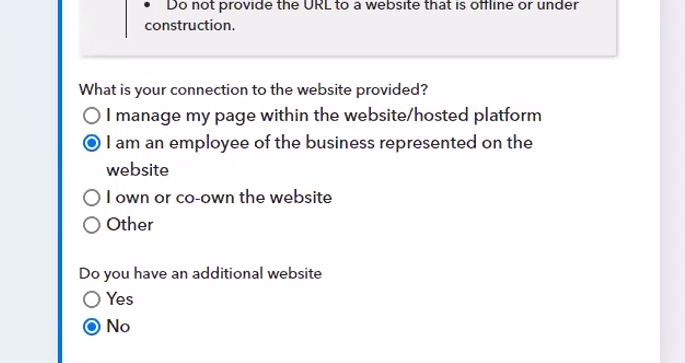 • Do not provide the URL to a website that is offline or under
construction.
What is your connection to the website provided?
I manage my page within the website/hosted platform
I am an employee of the business represented on the
website
I own or co-own the website
Other
Do you have an additional website
Yes
No